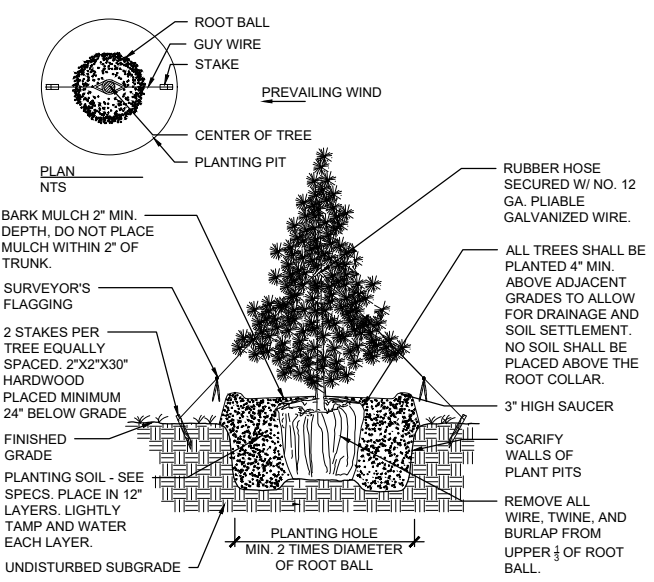 ROOT BALL
GUY WIRE
STAKE
PREVAILING WIND
CENTER OF TREE
PLANTING PIT
PLAN
NTS
BARK MULCH 2" MIN.
DEPTH, DO NOT PLACE
MULCH WITHIN 2" OF
TRUNK.
SURVEYOR'S
FLAGGING
2 STAKES PER
TREE EQUALLY
SPACED. 2"X2"X30"
HARDWOOD
PLACED MINIMUM
24" BELOW GRADE
FINISHED
GRADE
PLANTING SOIL - SEE
SPECS. PLACE IN 12"
LAYERS. LIGHTLY
TAMP AND WATER
EACH LAYER.
UNDISTURBED SUBGRADE
PLANTING HOLE
MIN. 2 TIMES DIAMETER
OF ROOT BALL
RUBBER HOSE
SECURED W/ NO. 12
GA. PLIABLE
GALVANIZED WIRE.
ALL TREES SHALL BE
PLANTED 4" MIN.
ABOVE ADJACENT
GRADES TO ALLOW
FOR DRAINAGE AND
SOIL SETTLEMENT.
NO SOIL SHALL BE
PLACED ABOVE THE
ROOT COLLAR.
3" HIGH SAUCER
SCARIFY
WALLS OF
PLANT PITS
REMOVE ALL
WIRE, TWINE, AND
BURLAP FROM
UPPER 1/3 OF ROOT
BALL.